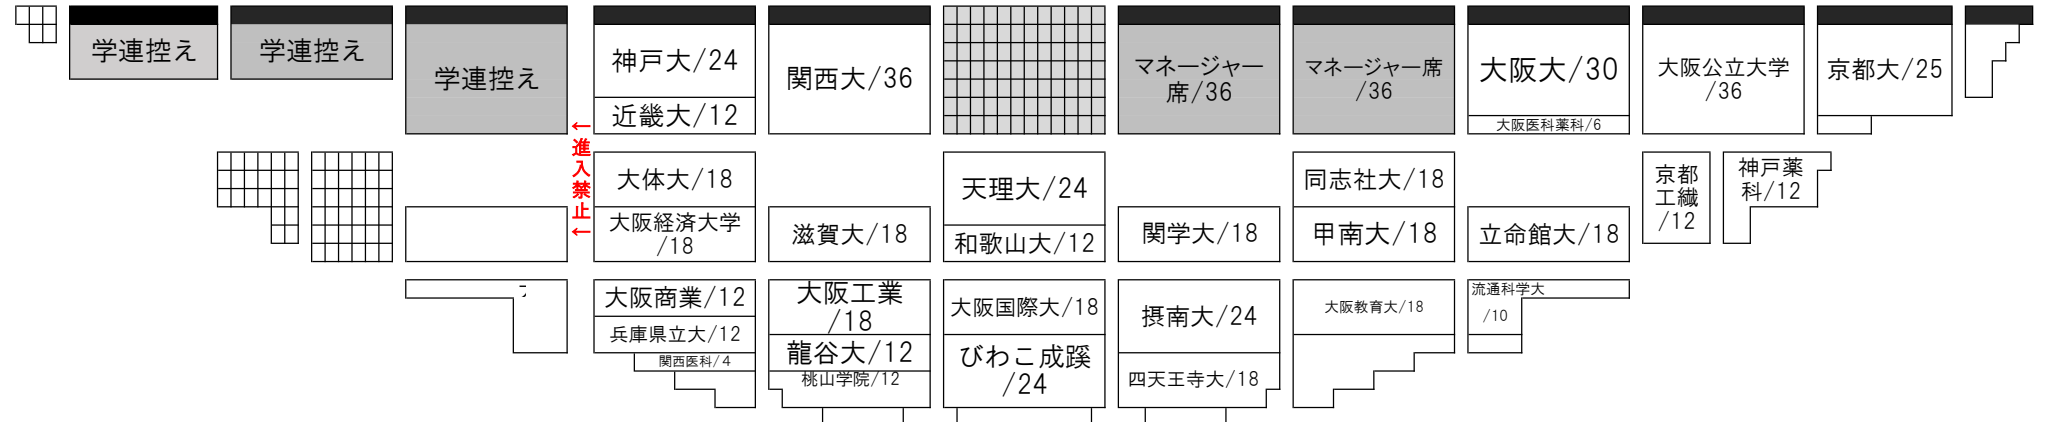 学連控え
学連控え
学連控え
神戸大/24
近畿大/12
関西大/36
マネージャー
席/36
マネージャー席
/36
大阪大/30
大阪医科薬科/6
大阪公立大学
/36
京都大/25
←進入禁止←
大体大/18
大阪経済大学
/18
滋賀大/18
天理大/24
和歌山大/12
関学大/18
同志社大/18
甲南大/18
立命館大/18
京都
工繊
/12
神戸薬
科/12
大阪商業/12
兵庫県立大/12
関西医科/4
大阪工業
/18
龍谷大/12
桃山学院/12
大阪国際大/18
びわこ成蹊
/24
摂南大/24
四天王寺大/18
大阪教育大/18
流通科学大
/10